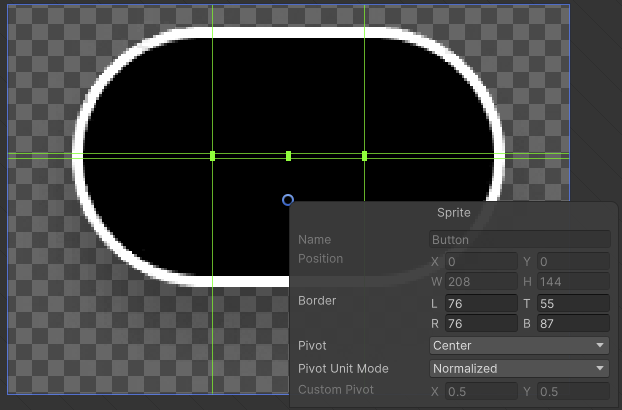 Sprite
Name Button
Position X 0 Y 0
W 208 H 144
Border L 76 T 55
R 76 B 87
Pivot Center
Pivot Unit Mode Normalized
Custom Pivot X 0.5 Y 0.5